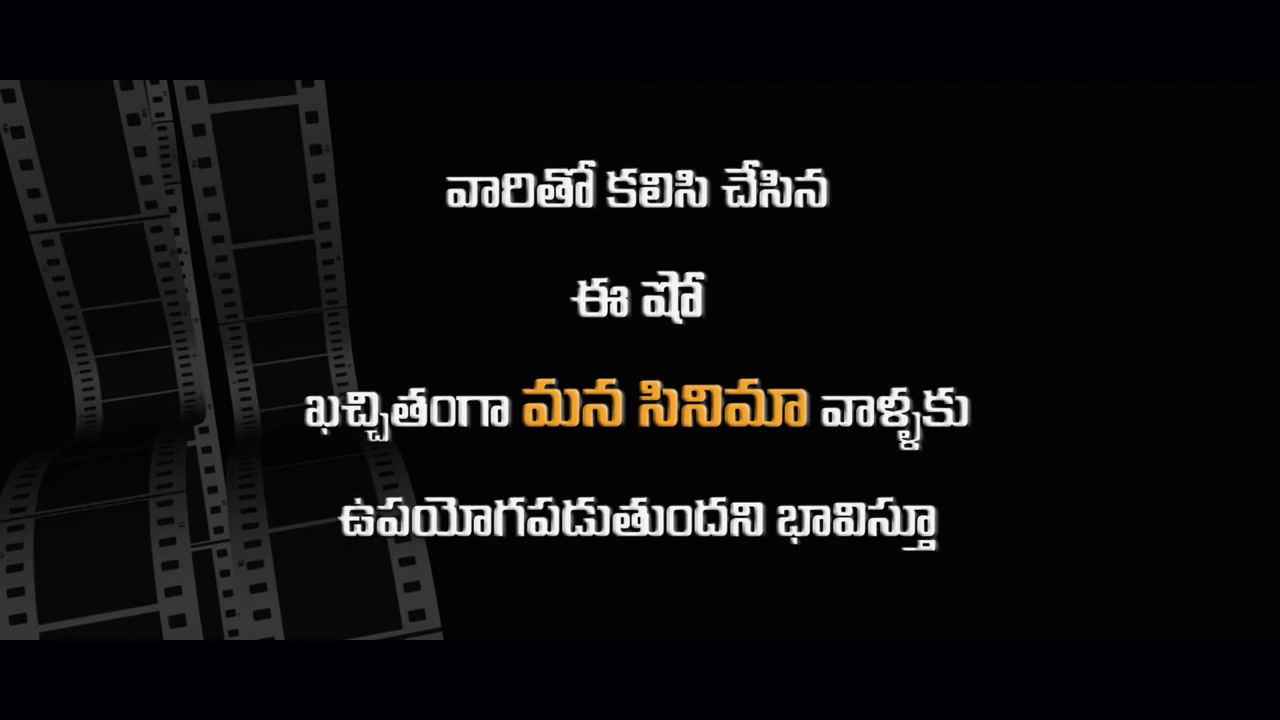 వారితో కలిసి చేసిన
ఈ షో
ఖచ్చితంగా మన సినిమా వాళ్ళకు
ఉపయోగపడుతుందని భావిస్తూ